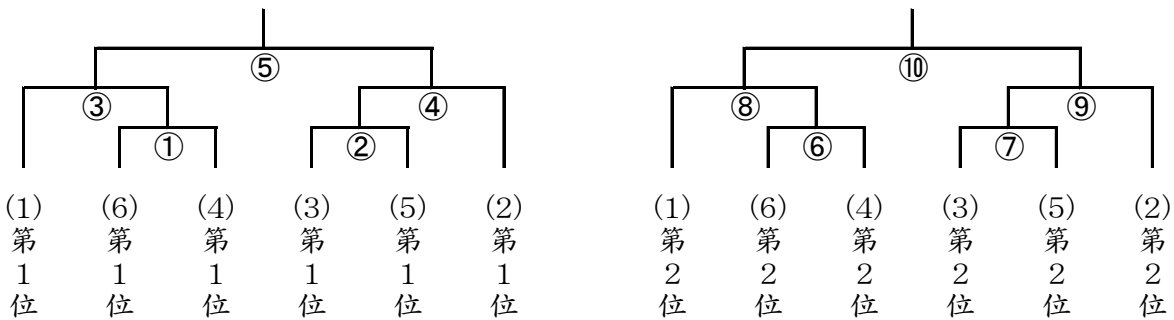 ⑤ ⑩
③ ④ ⑧ ⑨
① ② ⑥ ⑦
(1)第1位
(6)第1位
(4)第1位
(3)第1位
(5)第1位
(2)第1位
(1)第2位
(6)第2位
(4)第2位
(3)第2位
(5)第2位
(2)第2位